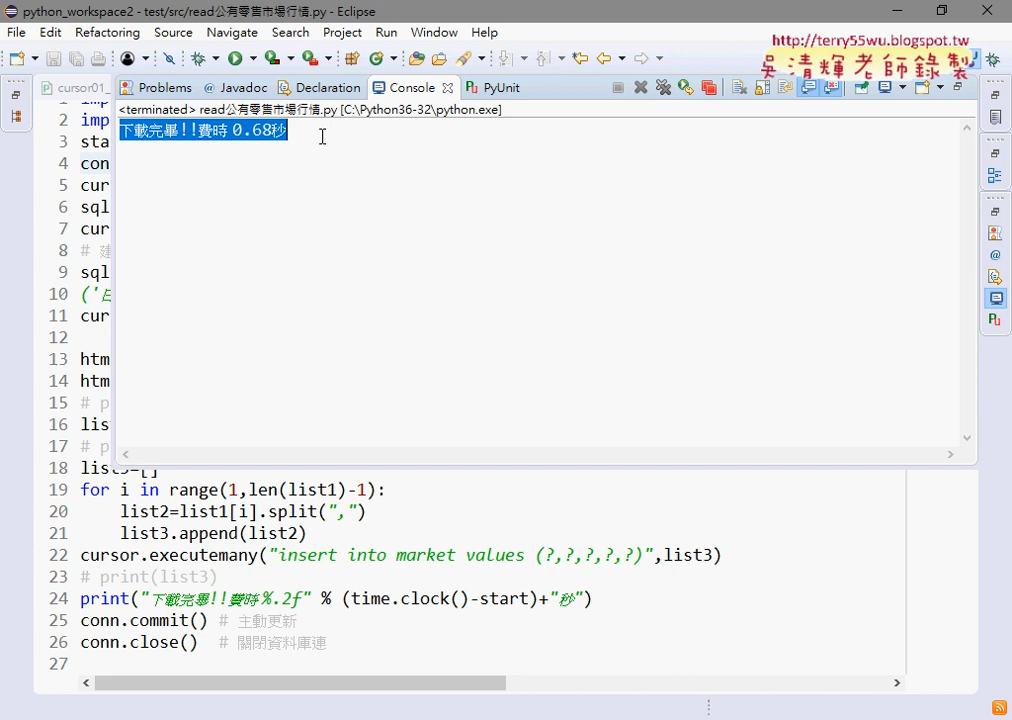 python_workspace2 - test/src/read公有零售市場行情.py - Eclipse
File Edit Refactoring Source Navigate Search Project Run Window Help
http://terry55wu.blogspot.tw
吳清輝老師錄製
cursor01_
Problems Javadoc Declaration Console PyUnit
<terminated> read公有零售市場行情.py [C:\Python36-32\python.exe]
下載完畢!!費時 0.68秒
2 imp
3 sta
4 con
5 cur
6 sql
7 cur
8 # 建
9 sql
10 ('日
11 cur
12
13 htm
14 htm
15 # p
16 lis
17 # p
18 list3=[]
19 for i in range(1,len(list1)-1):
20 list2=list1[i].split(",")
21 list3.append(list2)
22 cursor.executemany("insert into market values (?,?,?,?,?)",list3)
23 # print(list3)
24 print("下載完畢!!費時%.2f" % (time.clock()-start)+"秒")
25 conn.commit() # 主動更新
26 conn.close() # 關閉資料庫連
27